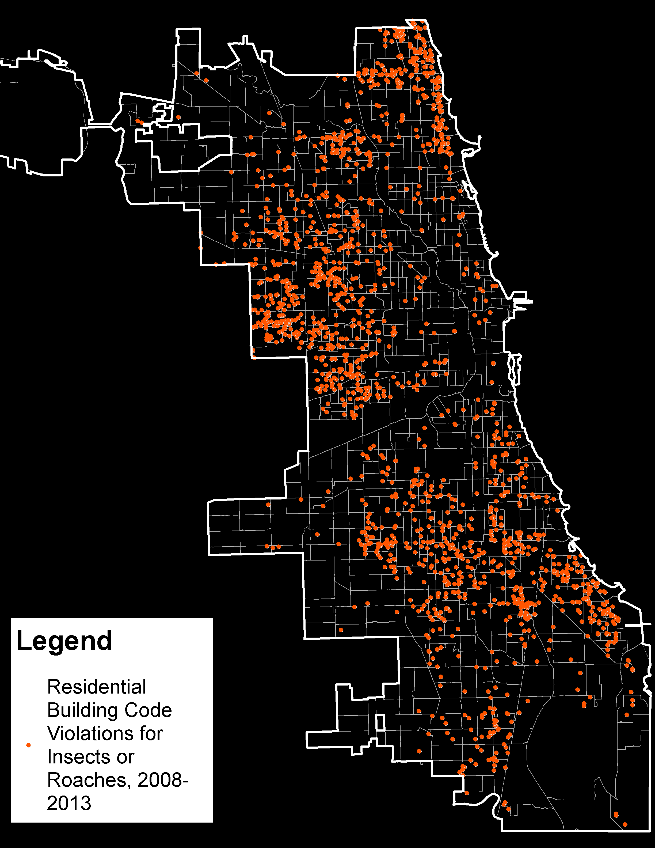 Legend
Residential
Building Code
Violations for
Insects or
Roaches, 2008-
2013